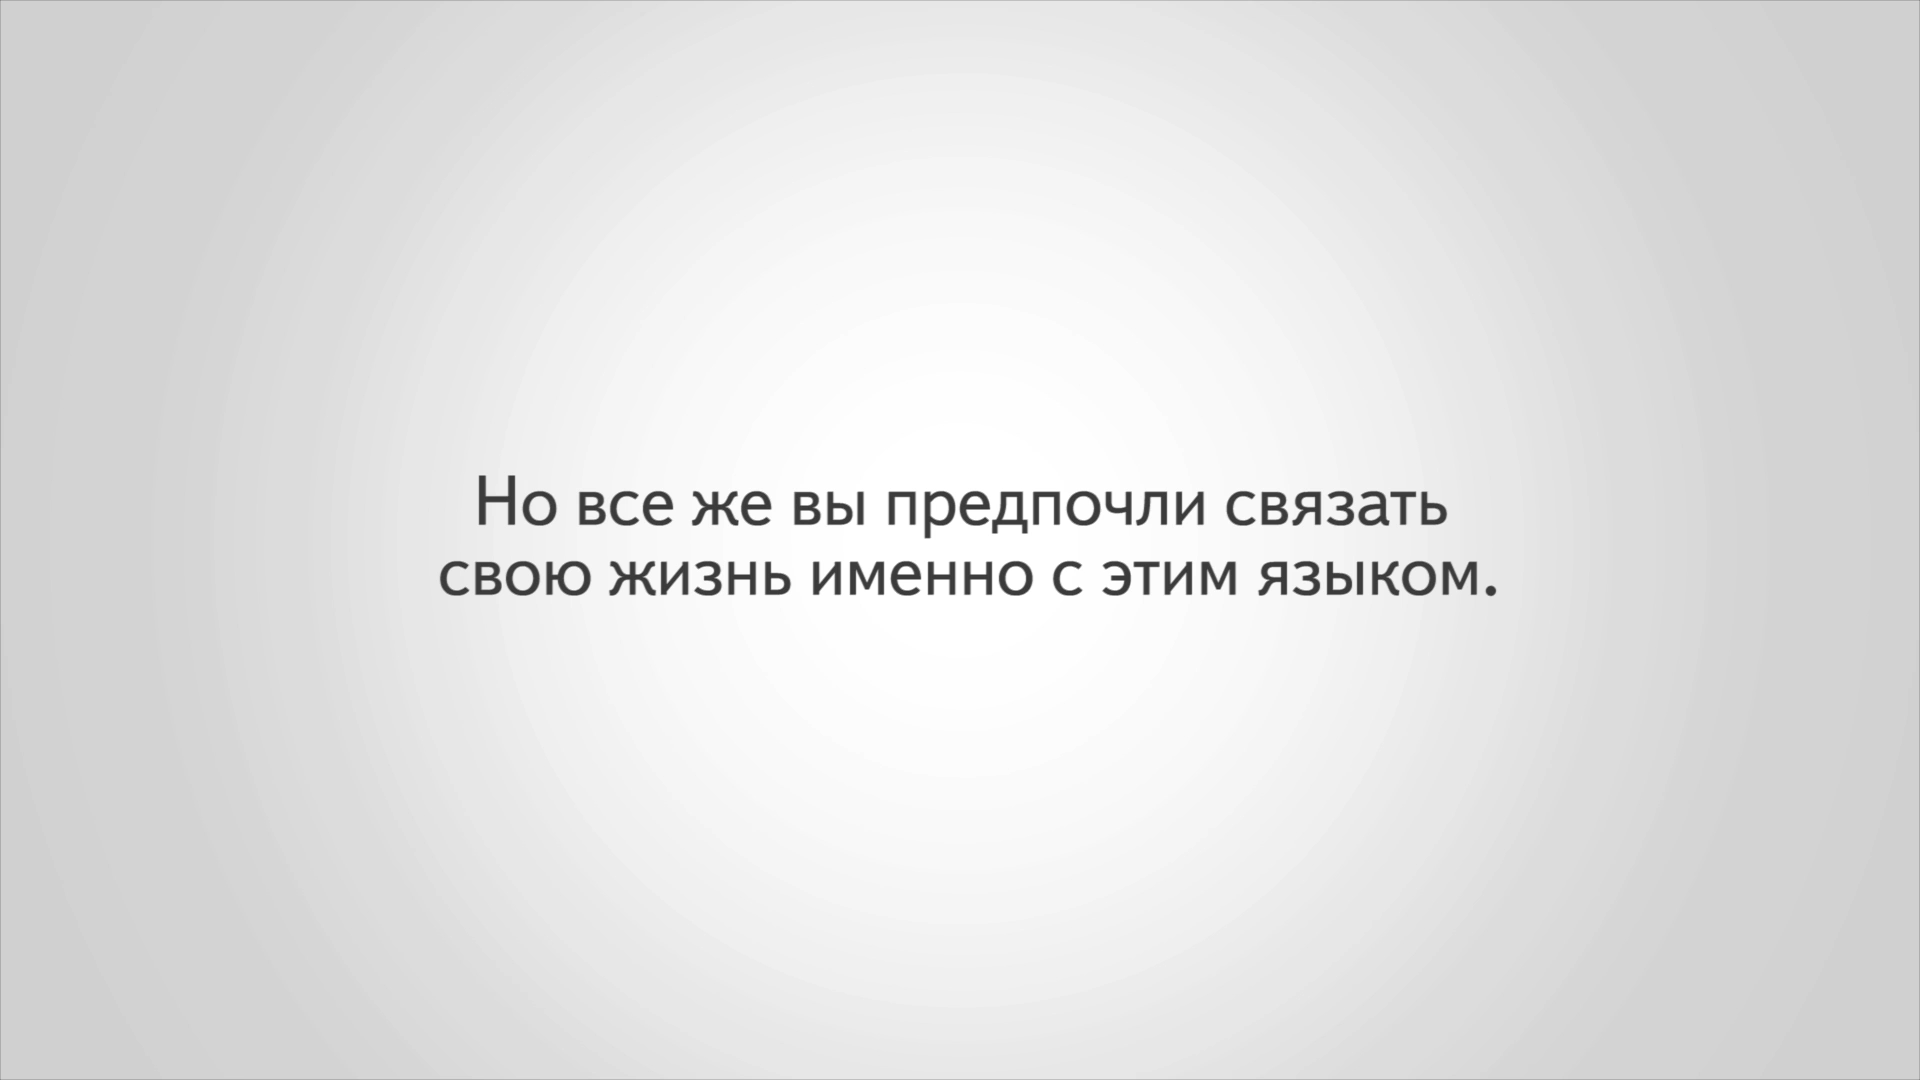 Но все же вы предпочли связать
свою жизнь именно с этим языком.